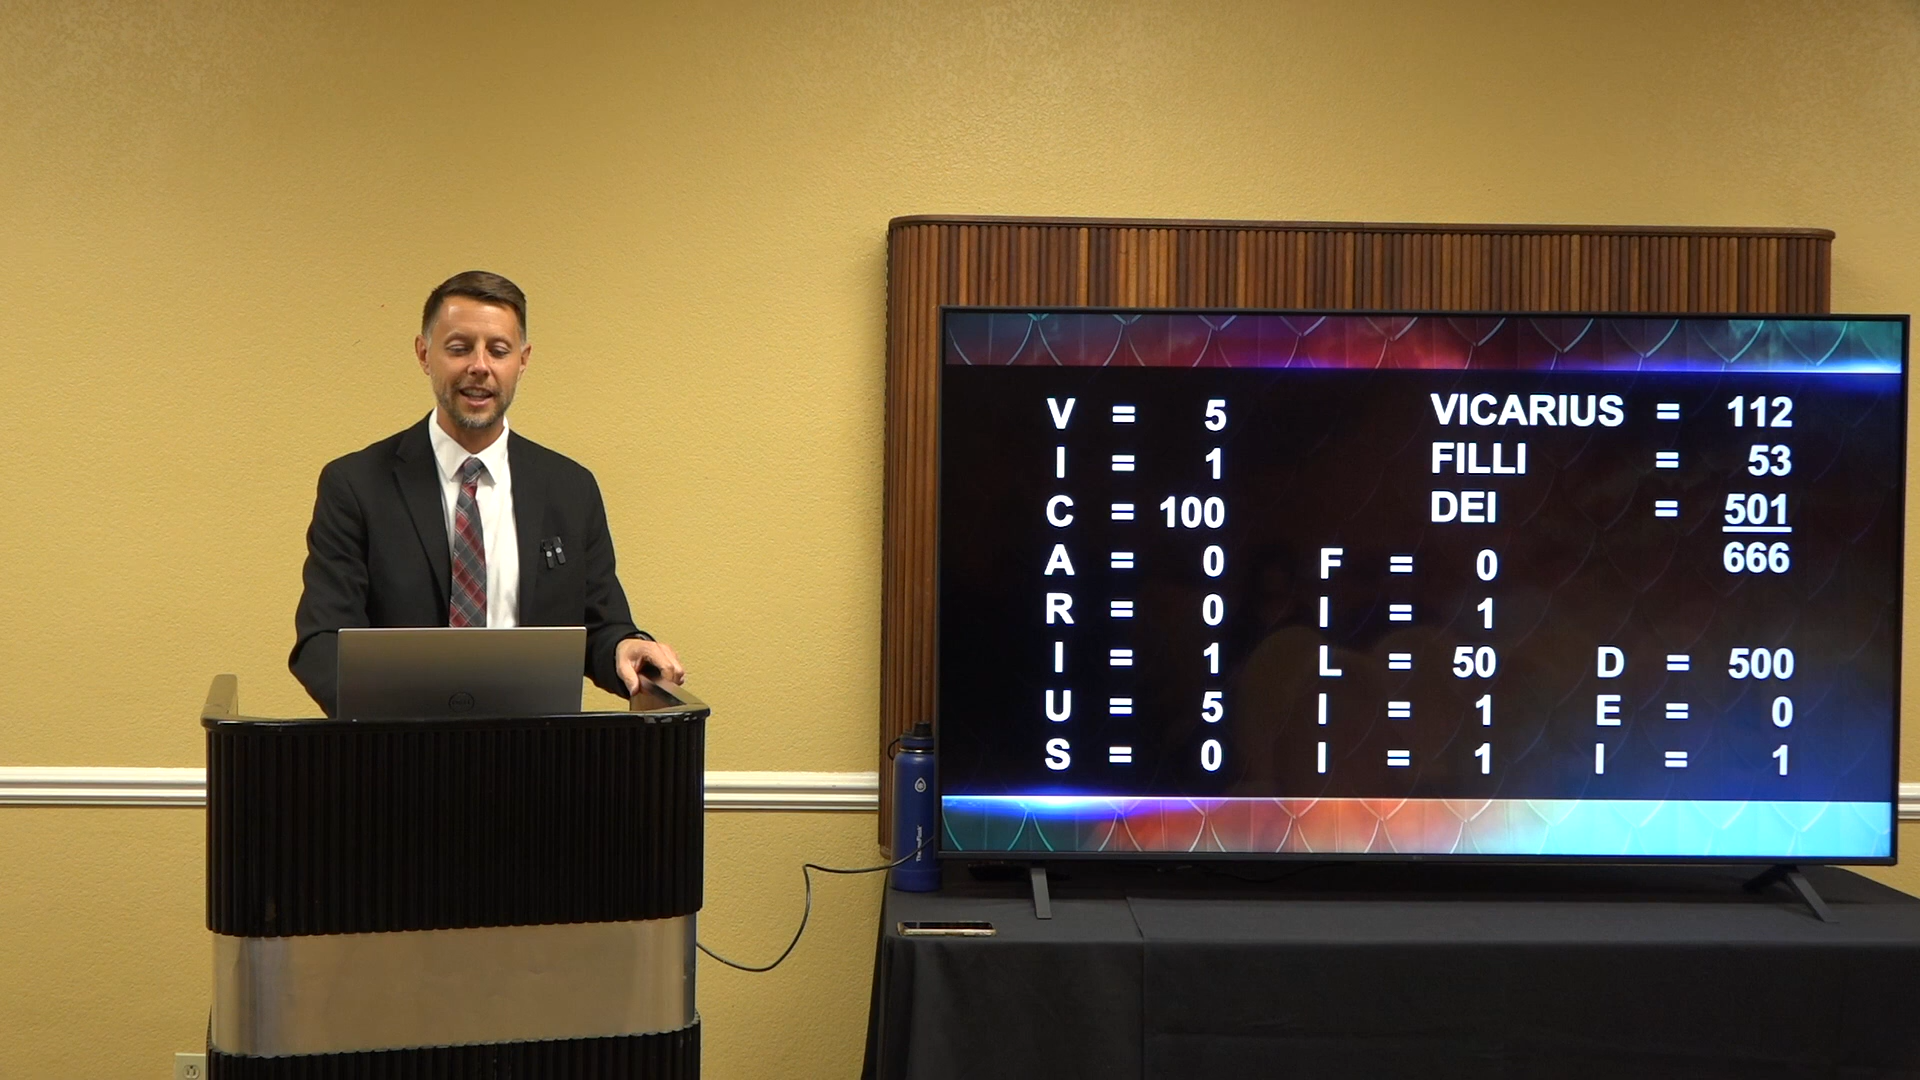 V = 5
I = 1
C = 100
A = 0
R = 0
I = 1
U = 5
S = 0
F = 0
I = 1
L = 50
I = 1
I = 1
VICARIUS = 112
FILLI = 53
DEI = 501
666
D = 500
E = 0
I = 1